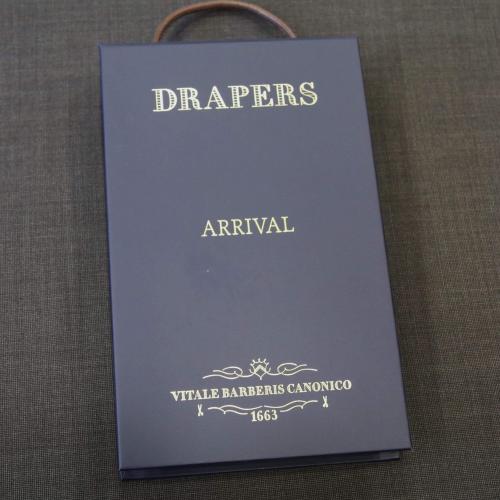 DRAPERS
ARRIVAL
VITALE BARBERIS CANONICO
1663